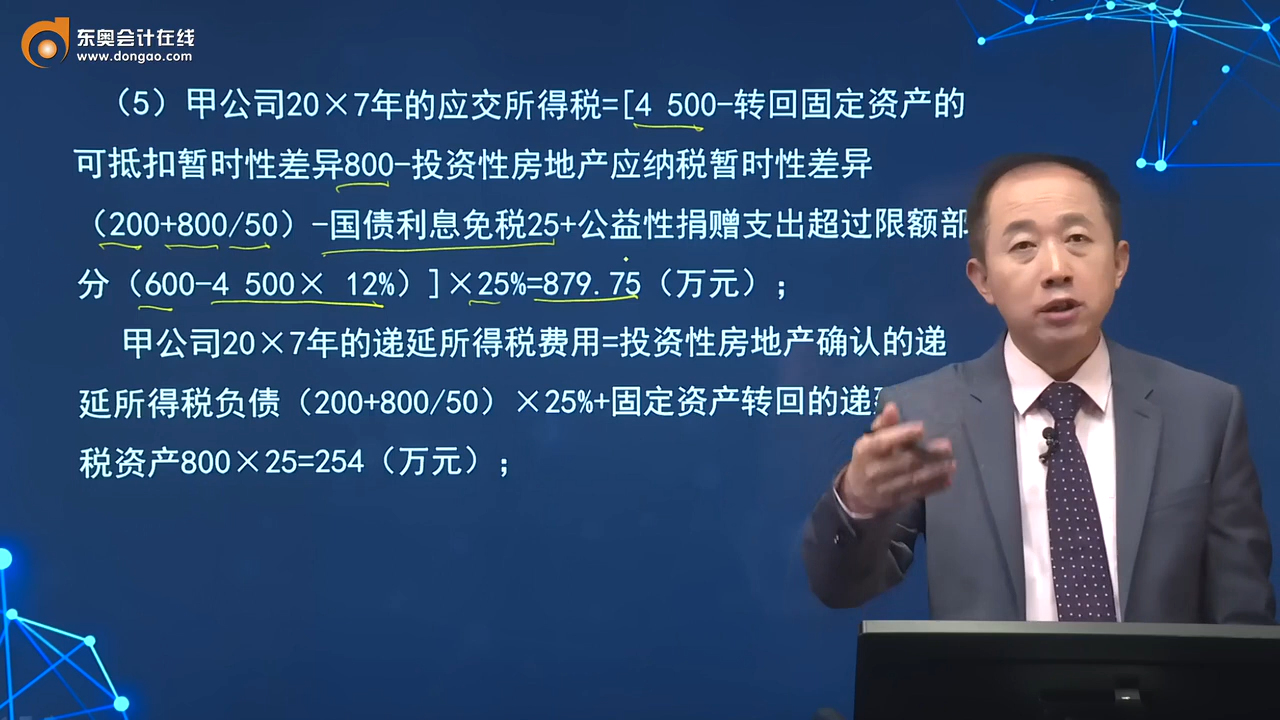 东奥会计在线
www.dongao.com
（5）甲公司20×7年的应交所得税=[4 500-转回固定资产的
可抵扣暂时性差异800-投资性房地产应纳税暂时性差异
（200+800/50）-国债利息免税25+公益性捐赠支出超过限额部
分（600-4 500× 12%）]×25%=879.75（万元）；
甲公司20×7年的递延所得税费用=投资性房地产确认的递
延所得税负债（200+800/50）×25%+固定资产转回的递
税资产800×25=254（万元）；